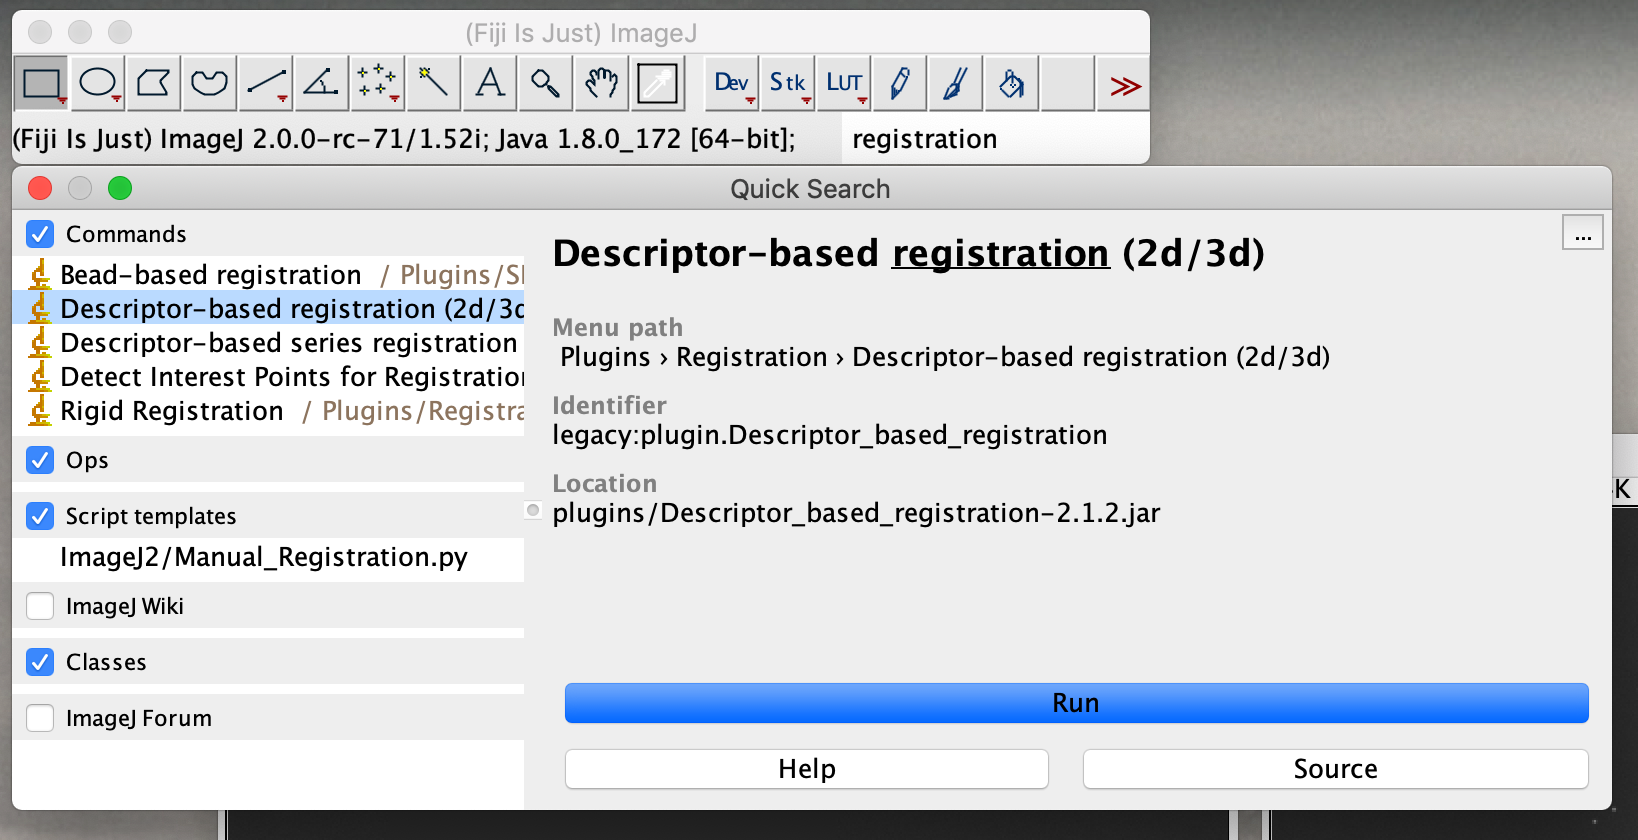 (Fiji Is Just) ImageJ
A Dev Stk LUT >>
(Fiji Is Just) ImageJ 2.0.0-rc-71/1.52i; Java 1.8.0_172 [64-bit]; registration
Quick Search
Commands
Bead-based registration / Plugins/
Descriptor-based registration (2d/3d
Descriptor-based series registration
Detect Interest Points for Registration
Rigid Registration / Plugins/Registra
Ops
Script templates
ImageJ2/Manual_Registration.py
ImageJ Wiki
Classes
ImageJ Forum
...
Descriptor-based registration (2d/3d)
Menu path
Plugins › Registration › Descriptor-based registration (2d/3d)
Identifier
legacy:plugin.Descriptor_based_registration
Location
plugins/Descriptor_based_registration-2.1.2.jar
Run
Help
Source
K